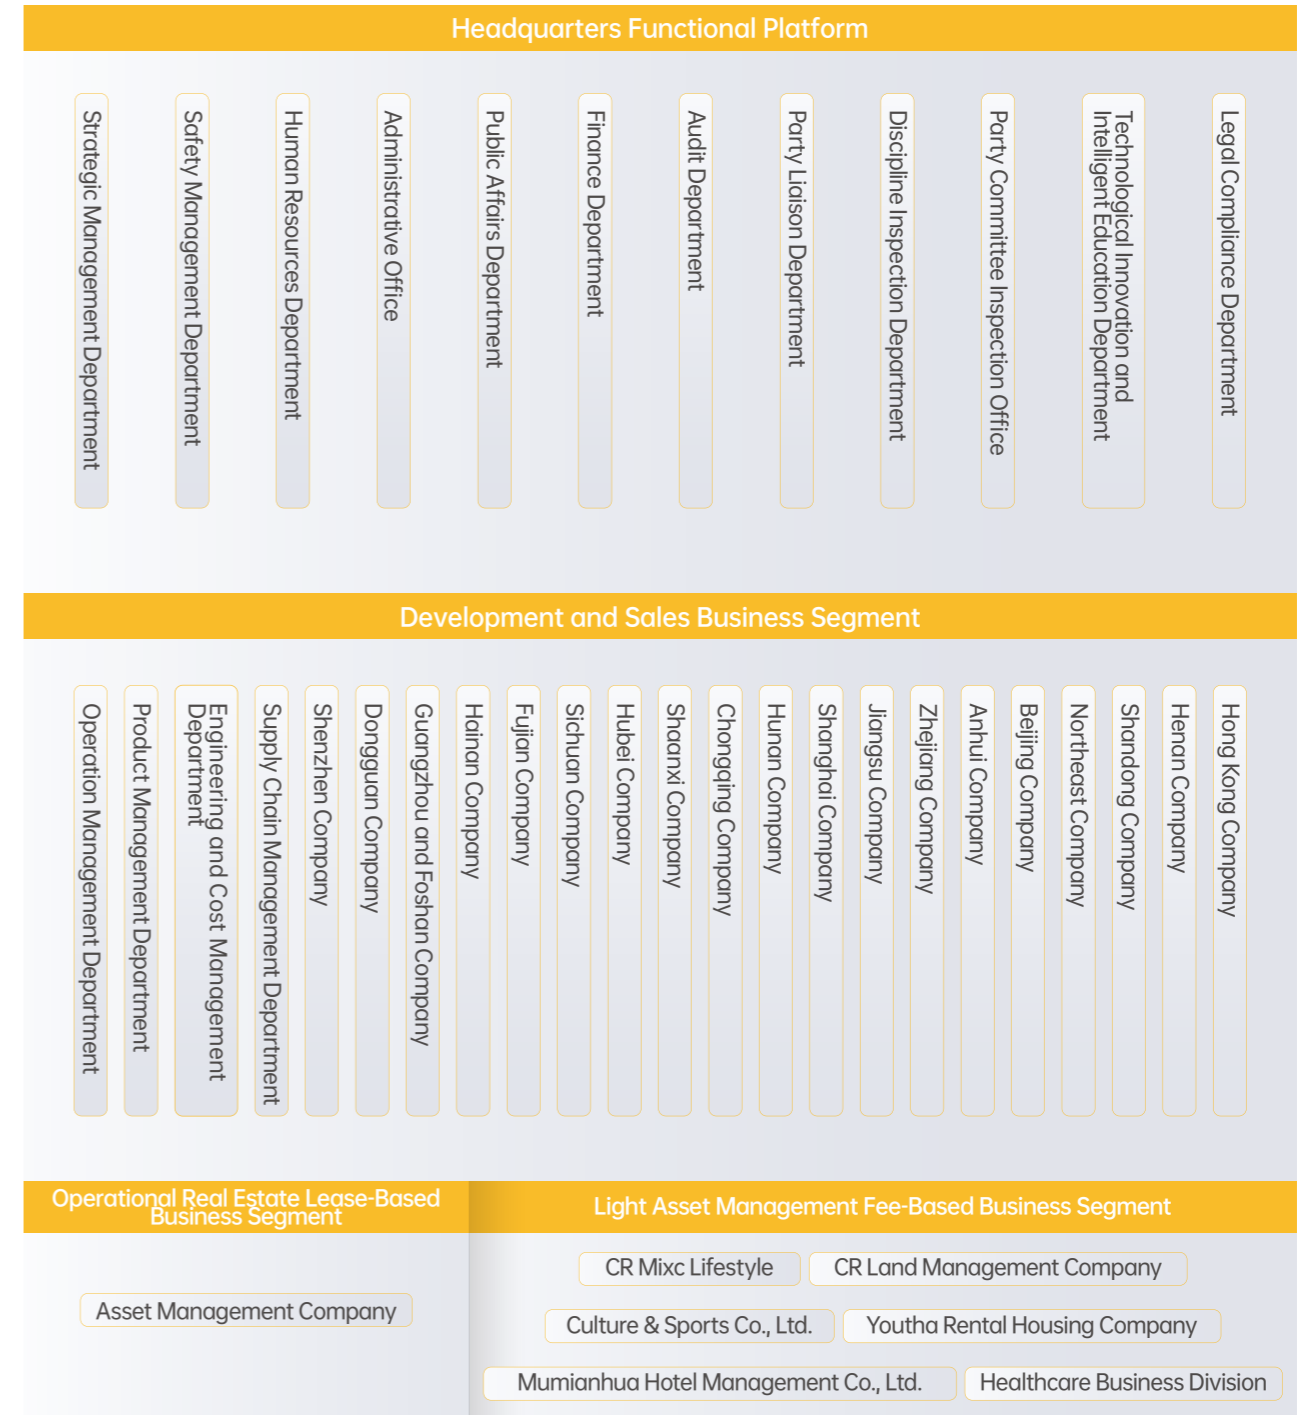 Headquarters Functional Platform
Strategic Management Department
Safety Management Department
Human Resources Department
Administrative Office
Public Affairs Department
Finance Department
Audit Department
Party Liaison Department
Discipline Inspection Department
Party Committee Inspection Office
Technological Innovation and
Intelligent Education Department
Legal Compliance Department
Development and Sales Business Segment
Operation Management Department
Product Management Department
Engineering and Cost Management
Department
Supply Chain Management Department
Shenzhen Company
Dongguan Company
Guangzhou and Foshan Company
Hainan Company
Fujian Company
Sichuan Company
Hubei Company
Shaanxi Company
Chongqing Company
Hunan Company
Shanghai Company
Jiangsu Company
Zhejiang Company
Anhui Company
Beijing Company
Northeast Company
Shandong Company
Henan Company
Hong Kong Company
Operational Real Estate Lease-Based
Business Segment
Asset Management Company
Light Asset Management Fee-Based Business Segment
CR Mixc Lifestyle
CR Land Management Company
Culture & Sports Co., Ltd.
Youtha Rental Housing Company
Mumianhua Hotel Management Co., Ltd.
Healthcare Business Division